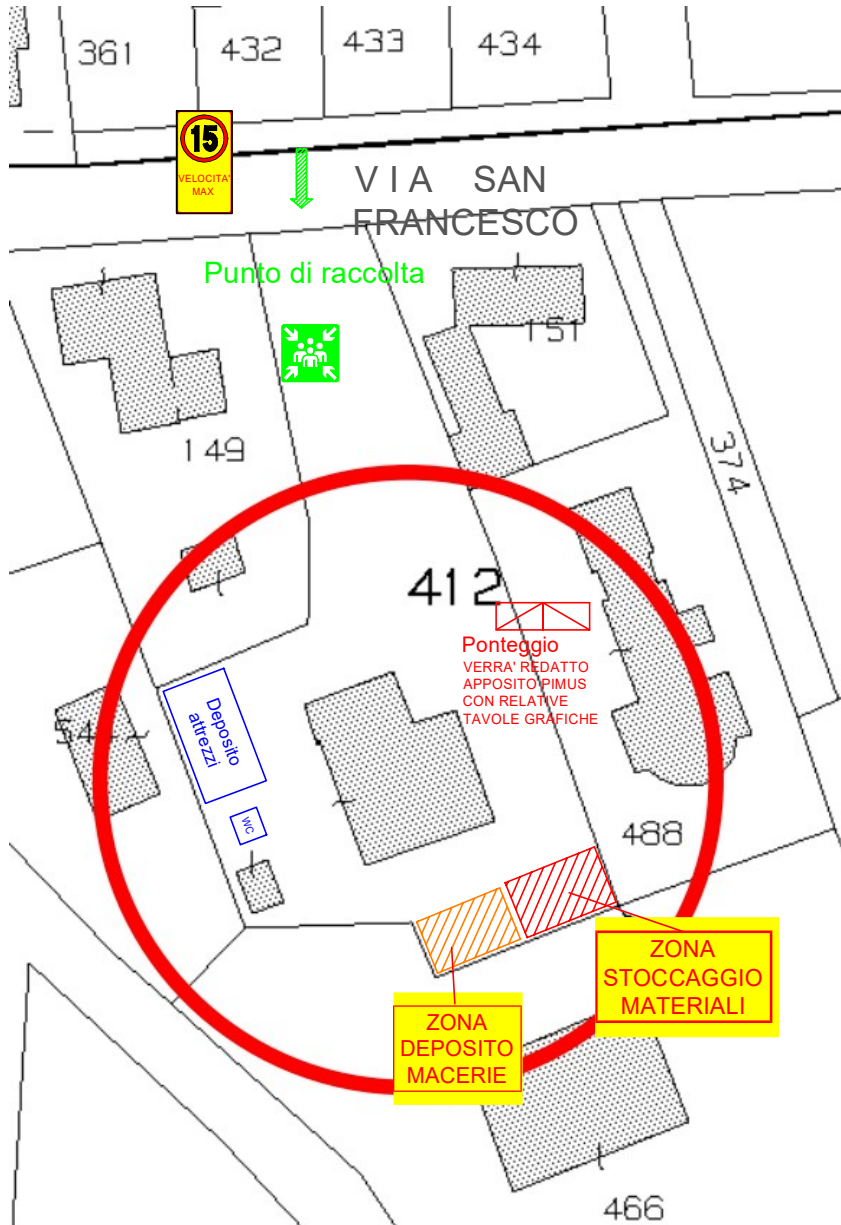 361
432
433
434
15
VELOCITA'
MAX
VIA SAN
FRANCESCO
Punto di raccolta
151
149
374
412
Ponteggio
VERRA' REDATTO
APPOSITO PIMUS
CON RELATIVE
TAVOLE GRAFICHE
Deposito
attrezzi
WC
488
ZONA
STOCCAGGIO
MATERIALI
ZONA
DEPOSITO
MACERIE
466